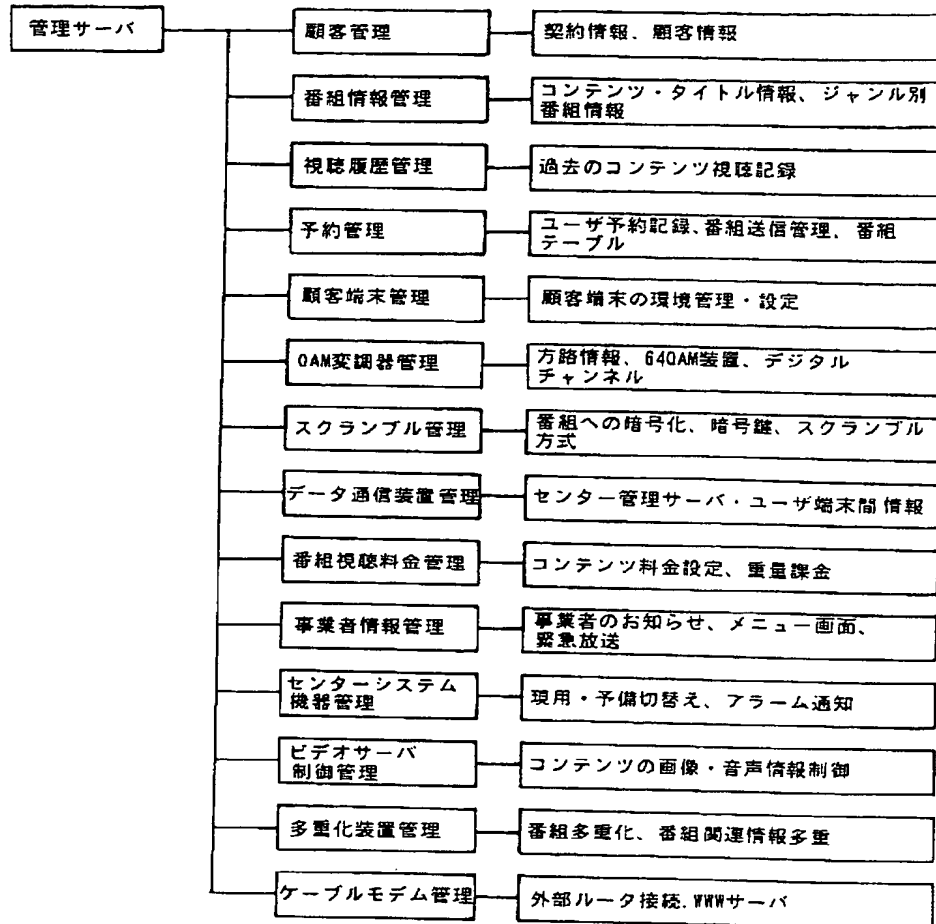 管理サーバ
顧客管理
契約情報、顧客情報
番組情報管理
コンテンツ・タイトル情報、ジャンル別
番組情報
視聴履歴管理
過去のコンテンツ視聴記録
予約管理
ユーザ予約記録、番組送信管理、番組
テーブル
顧客端末管理
顧客端末の環境管理・設定
QAM変調器管理
方路情報、64QAM装置、デジタル
チャンネル
スクランブル管理
番組への暗号化、暗号鍵、スクランブル
方式
データ通信装置管理
センター管理サーバ・ユーザ端末間情報
番組視聴料金管理
コンテンツ料金設定、重量課金
事業者情報管理
事業者のお知らせ、メニュー画面、
緊急放送
センターシステム
機器管理
現用・予備切替え、アラーム通知
ビデオサーバ
制御管理
コンテンツの画像・音声情報制御
多重化装置管理
番組多重化、番組関連情報多重
ケーブルモデム管理
外部ルータ接続.WWWサーバ